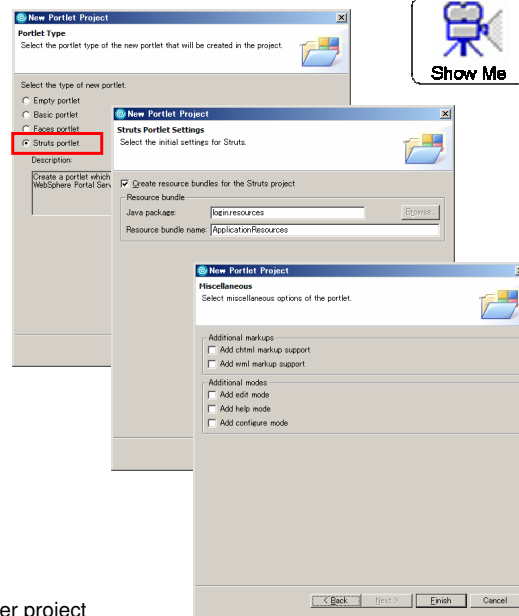 New Portlet Project
Portlet Type
Select the portlet type of the new portlet that will be created in the project.
Show Me
Select the type of new portlet.
Empty portlet
Basic portlet
Faces portlet
Struts portlet
Description:
Create a portlet which
WebSphere Portal Serv
New Portlet Project
Struts Portlet Settings
Select the initial settings for Struts.
Create resource bundles for the Struts project
Resource bundle
Java package:
login.resources
Browse...
Resource bundle name:
ApplicationResources
New Portlet Project
Miscellaneous
Select miscellaneous options of the portlet.
Additional markups
Add chtml markup support
Add wml markup support
Additional modes
Add edit mode
Add help mode
Add configure mode
< Back
Next >
Finish
Cancel
er project